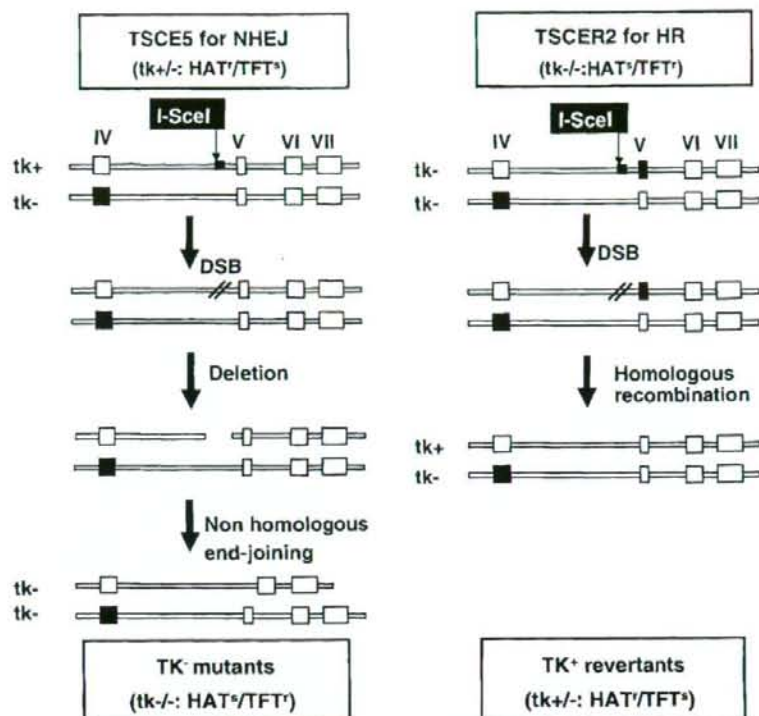 TSCE5 for NHEJ
(tk+/-: HATʳ/TFTˢ)
I-SceI
IV V VI VII
tk+
tk-
DSB
Deletion
Non homologous
end-joining
tk-
tk-
TK⁻ mutants
(tk-/-: HATˢ/TFTʳ)
TSCER2 for HR
(tk-/-:HATˢ/TFTʳ)
I-SceI
IV V VI VII
tk-
tk-
DSB
Homologous
recombination
tk+
tk-
TK⁺ revertants
(tk+/-: HATʳ/TFTˢ)